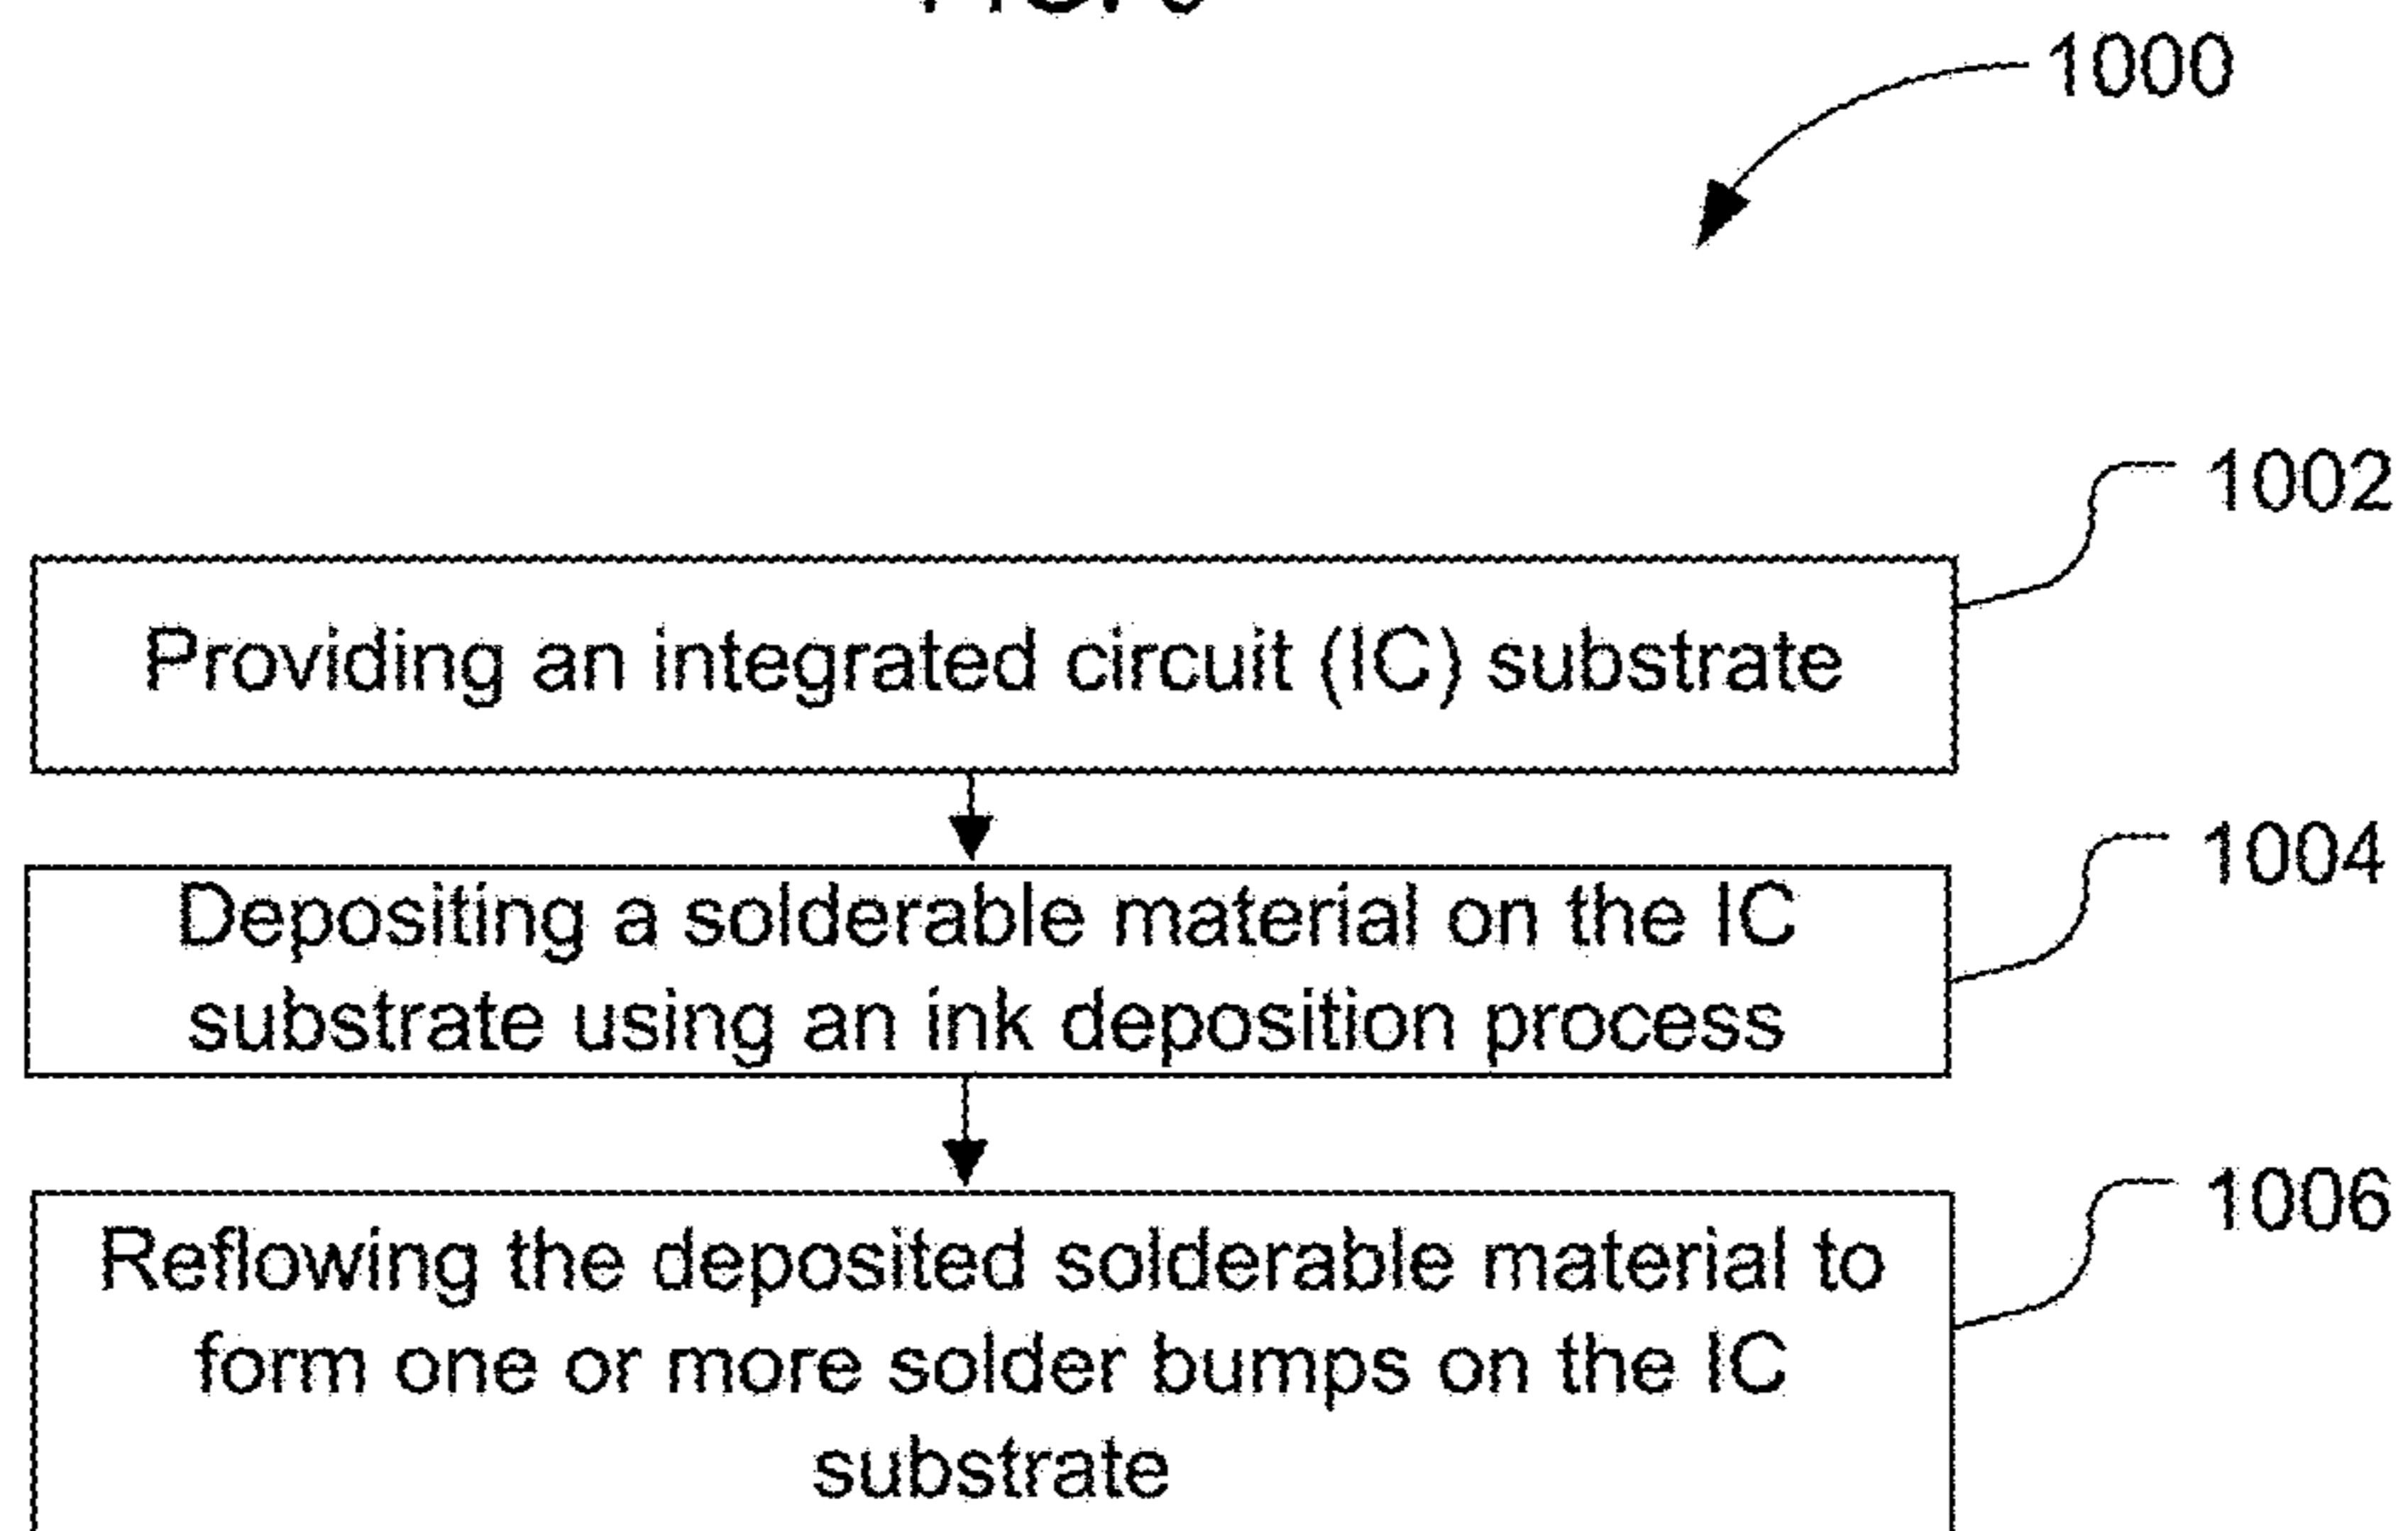 1000
1002
Providing an integrated circuit (IC) substrate
1004
Depositing a solderable material on the IC
substrate using an ink deposition process
1006
Reflowing the deposited solderable material to
form one or more solder bumps on the IC
substrate